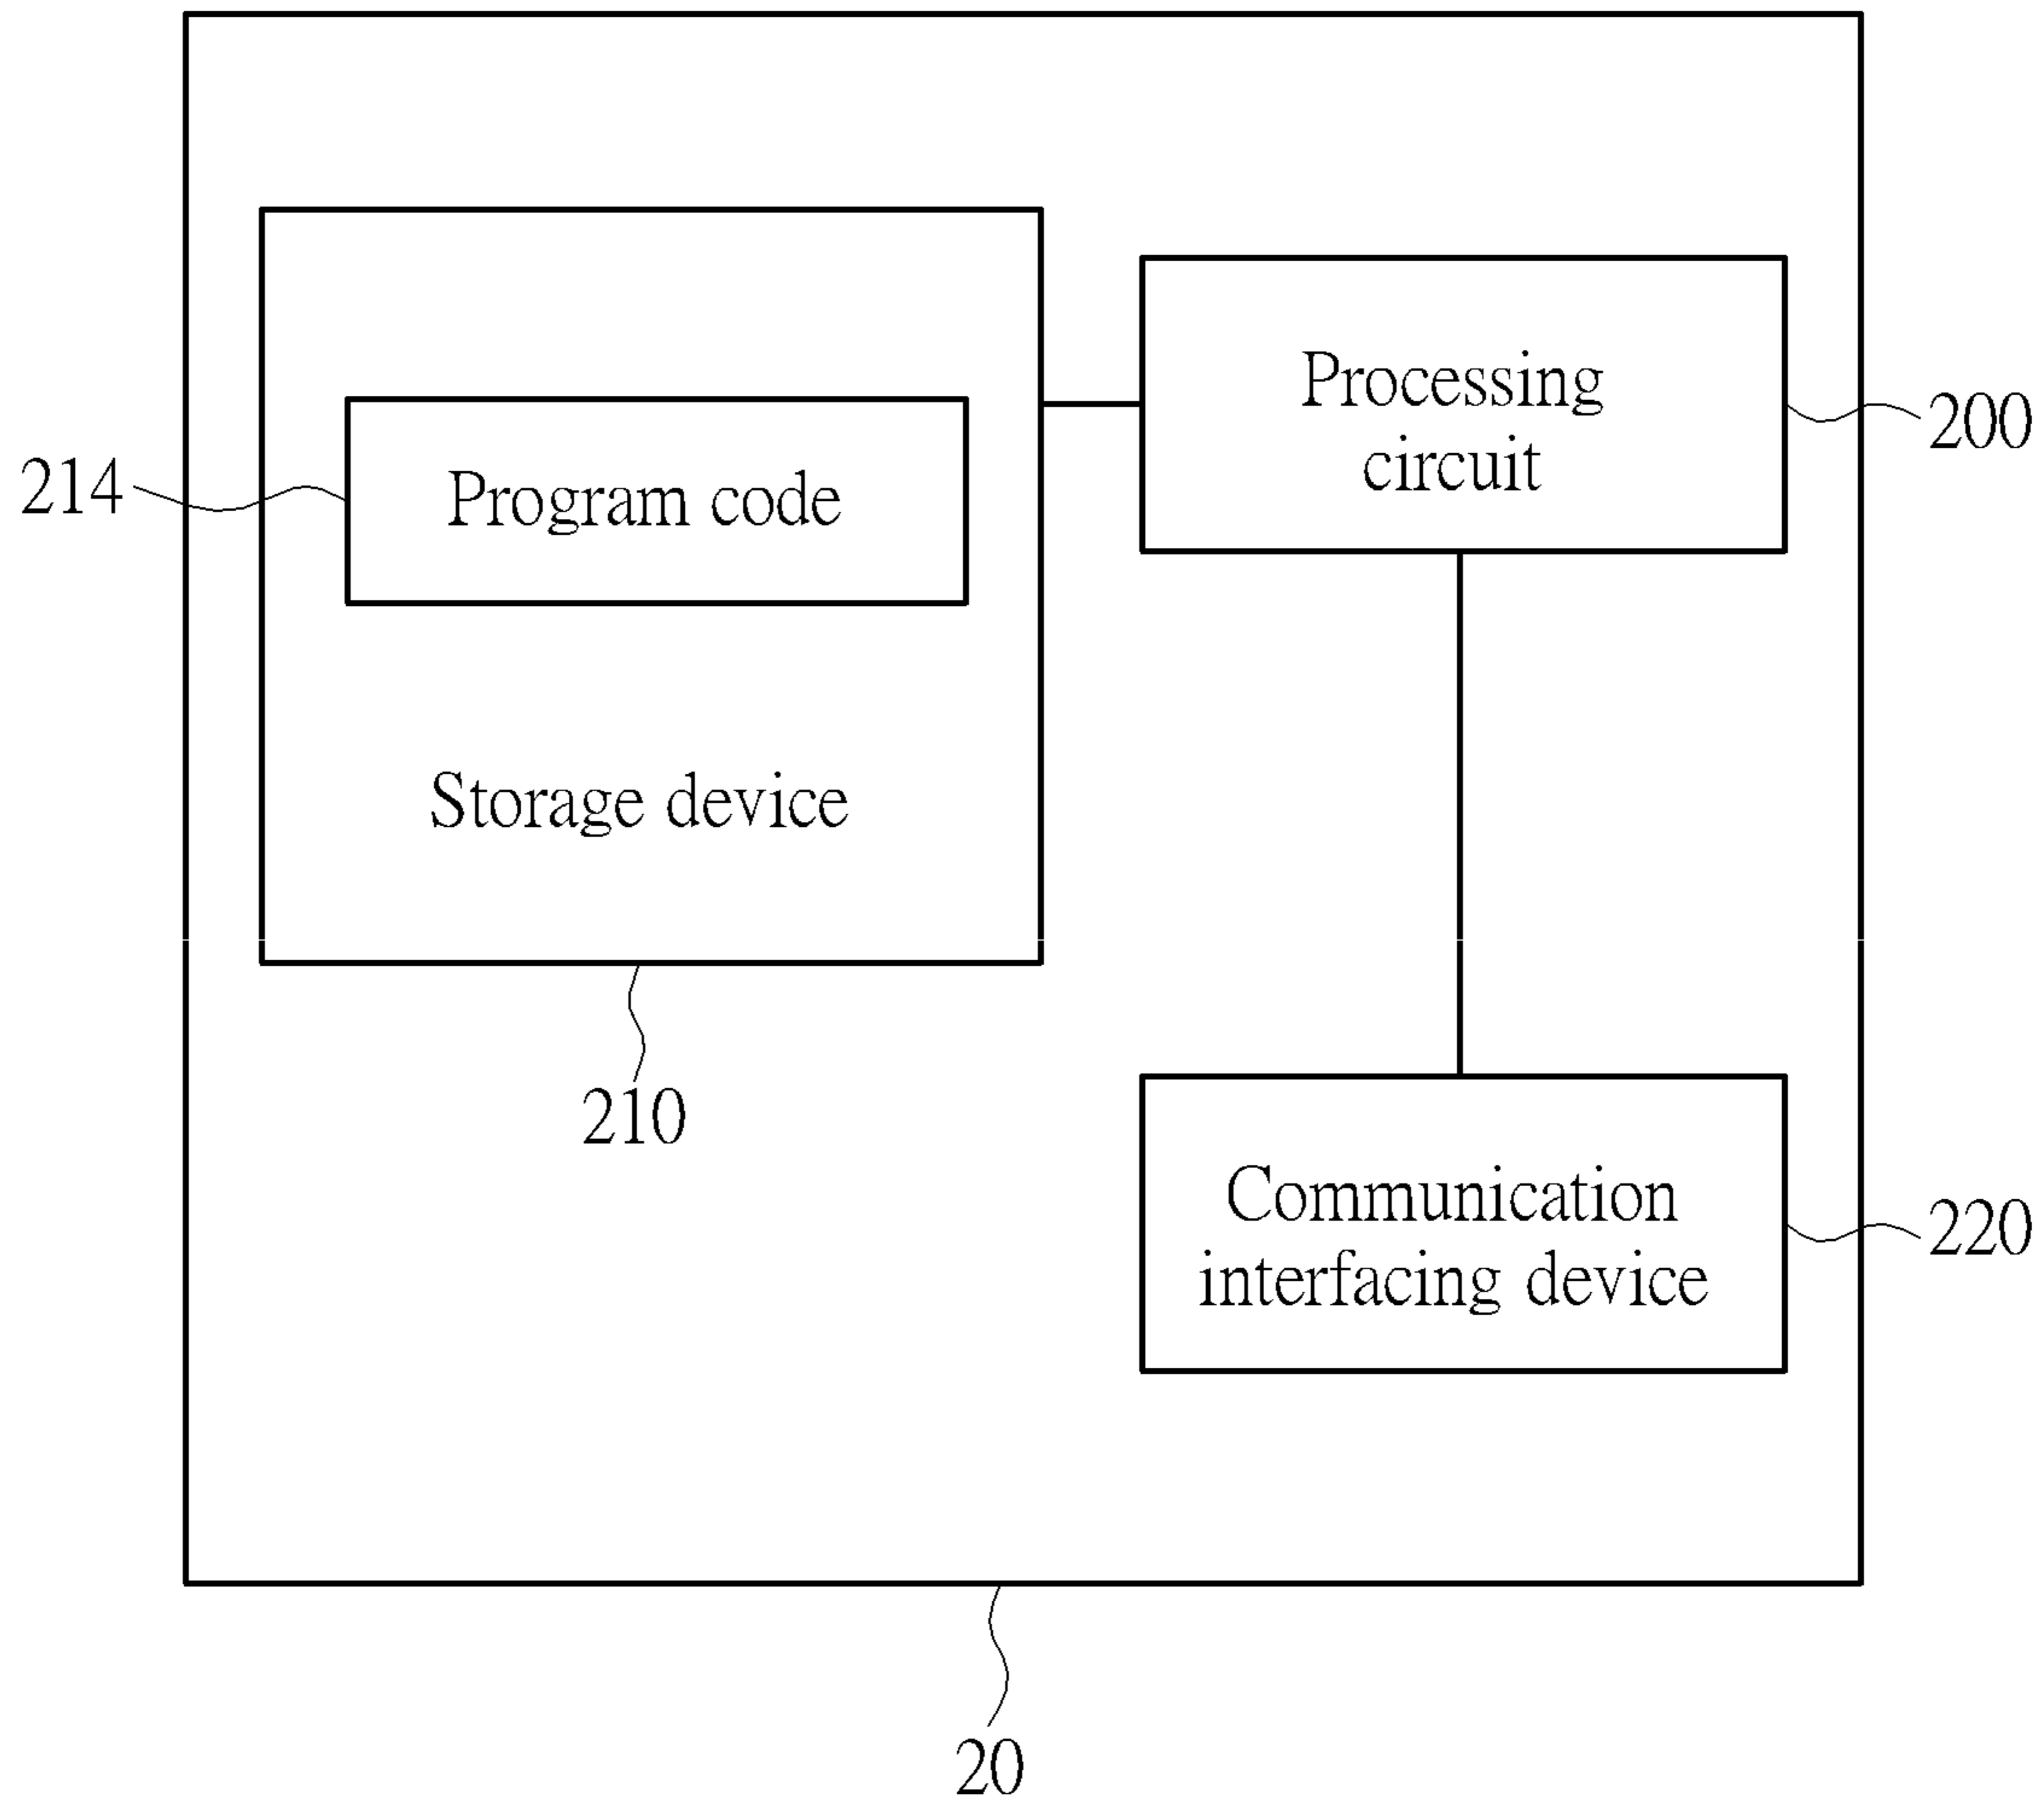 Processing
circuit
200
214
Program code
Storage device
210
Communication
interfacing device
220
20